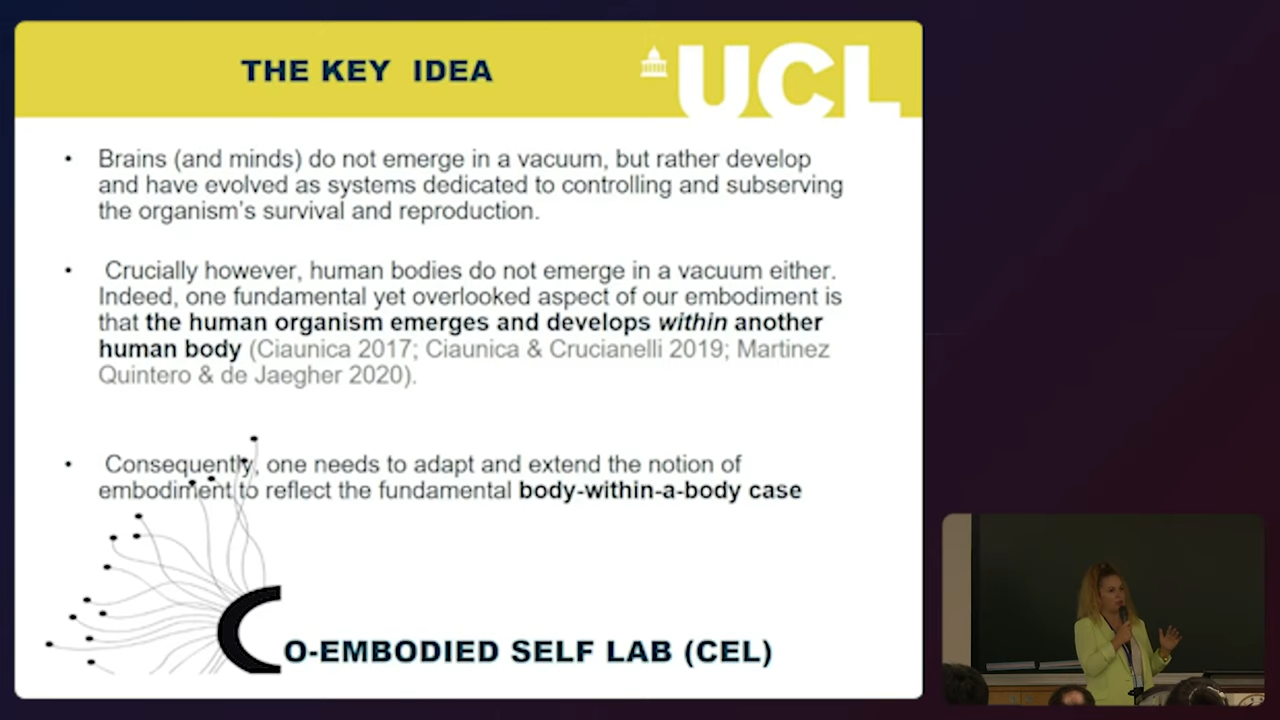 THE KEY IDEA
UCL
• Brains (and minds) do not emerge in a vacuum, but rather develop
and have evolved as systems dedicated to controlling and subserving
the organism's survival and reproduction.
• Crucially however, human bodies do not emerge in a vacuum either.
Indeed, one fundamental yet overlooked aspect of our embodiment is
that the human organism emerges and develops within another
human body (Ciaunica 2017; Ciaunica & Crucianelli 2019; Martinez
Quintero & de Jaegher 2020).
• Consequently, one needs to adapt and extend the notion of
embodiment to reflect the fundamental body-within-a-body case
CO-EMBODIED SELF LAB (CEL)